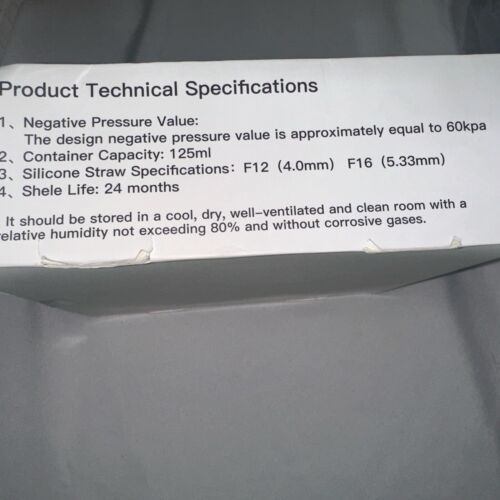 Product Technical Specifications
1、Negative Pressure Value:
The design negative pressure value is approximately equal to 60kpa
2、Container Capacity: 125ml
3、Silicone Straw Specifications: F12 (4.0mm) F16 (5.33mm)
4、Shele Life: 24 months
It should be stored in a cool, dry, well-ventilated and clean room with a
relative humidity not exceeding 80% and without corrosive gases.